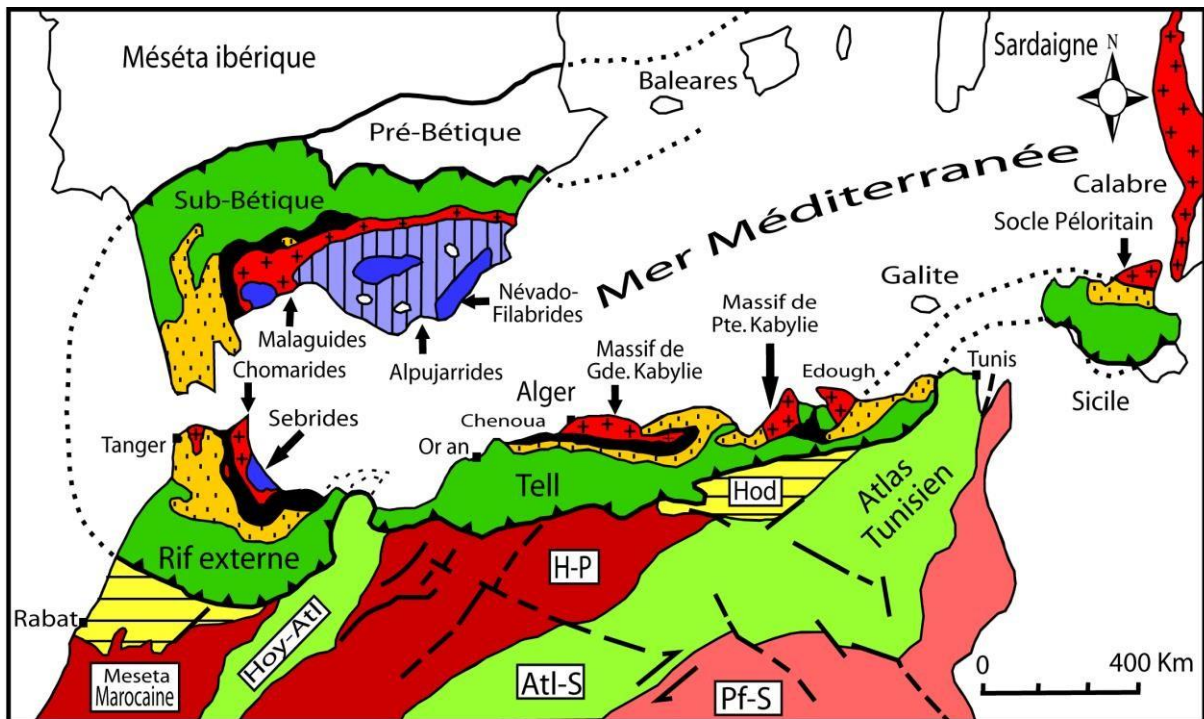 Méséta ibérique
Sardaigne
N
Baleares
Pré-Bétique
Mer Méditerranée
Calabre
Sub-Bétique
Socle Péloritain
Galite
Névado-
Filabrides
Massif de
Pte. Kabylie
Malaguides
Chomarides
Alpujarrides
Massif de
Gde. Kabylie
Edough
Tunis
Sebrides
Alger
Chenoua
Sicile
Tanger
Or an
Tell
Hod
Atlas
Tunisien
Rif externe
H-P
Rabat
Hoy-Atl
Meseta
Marocaine
Atl-S
Pf-S
0 400 Km